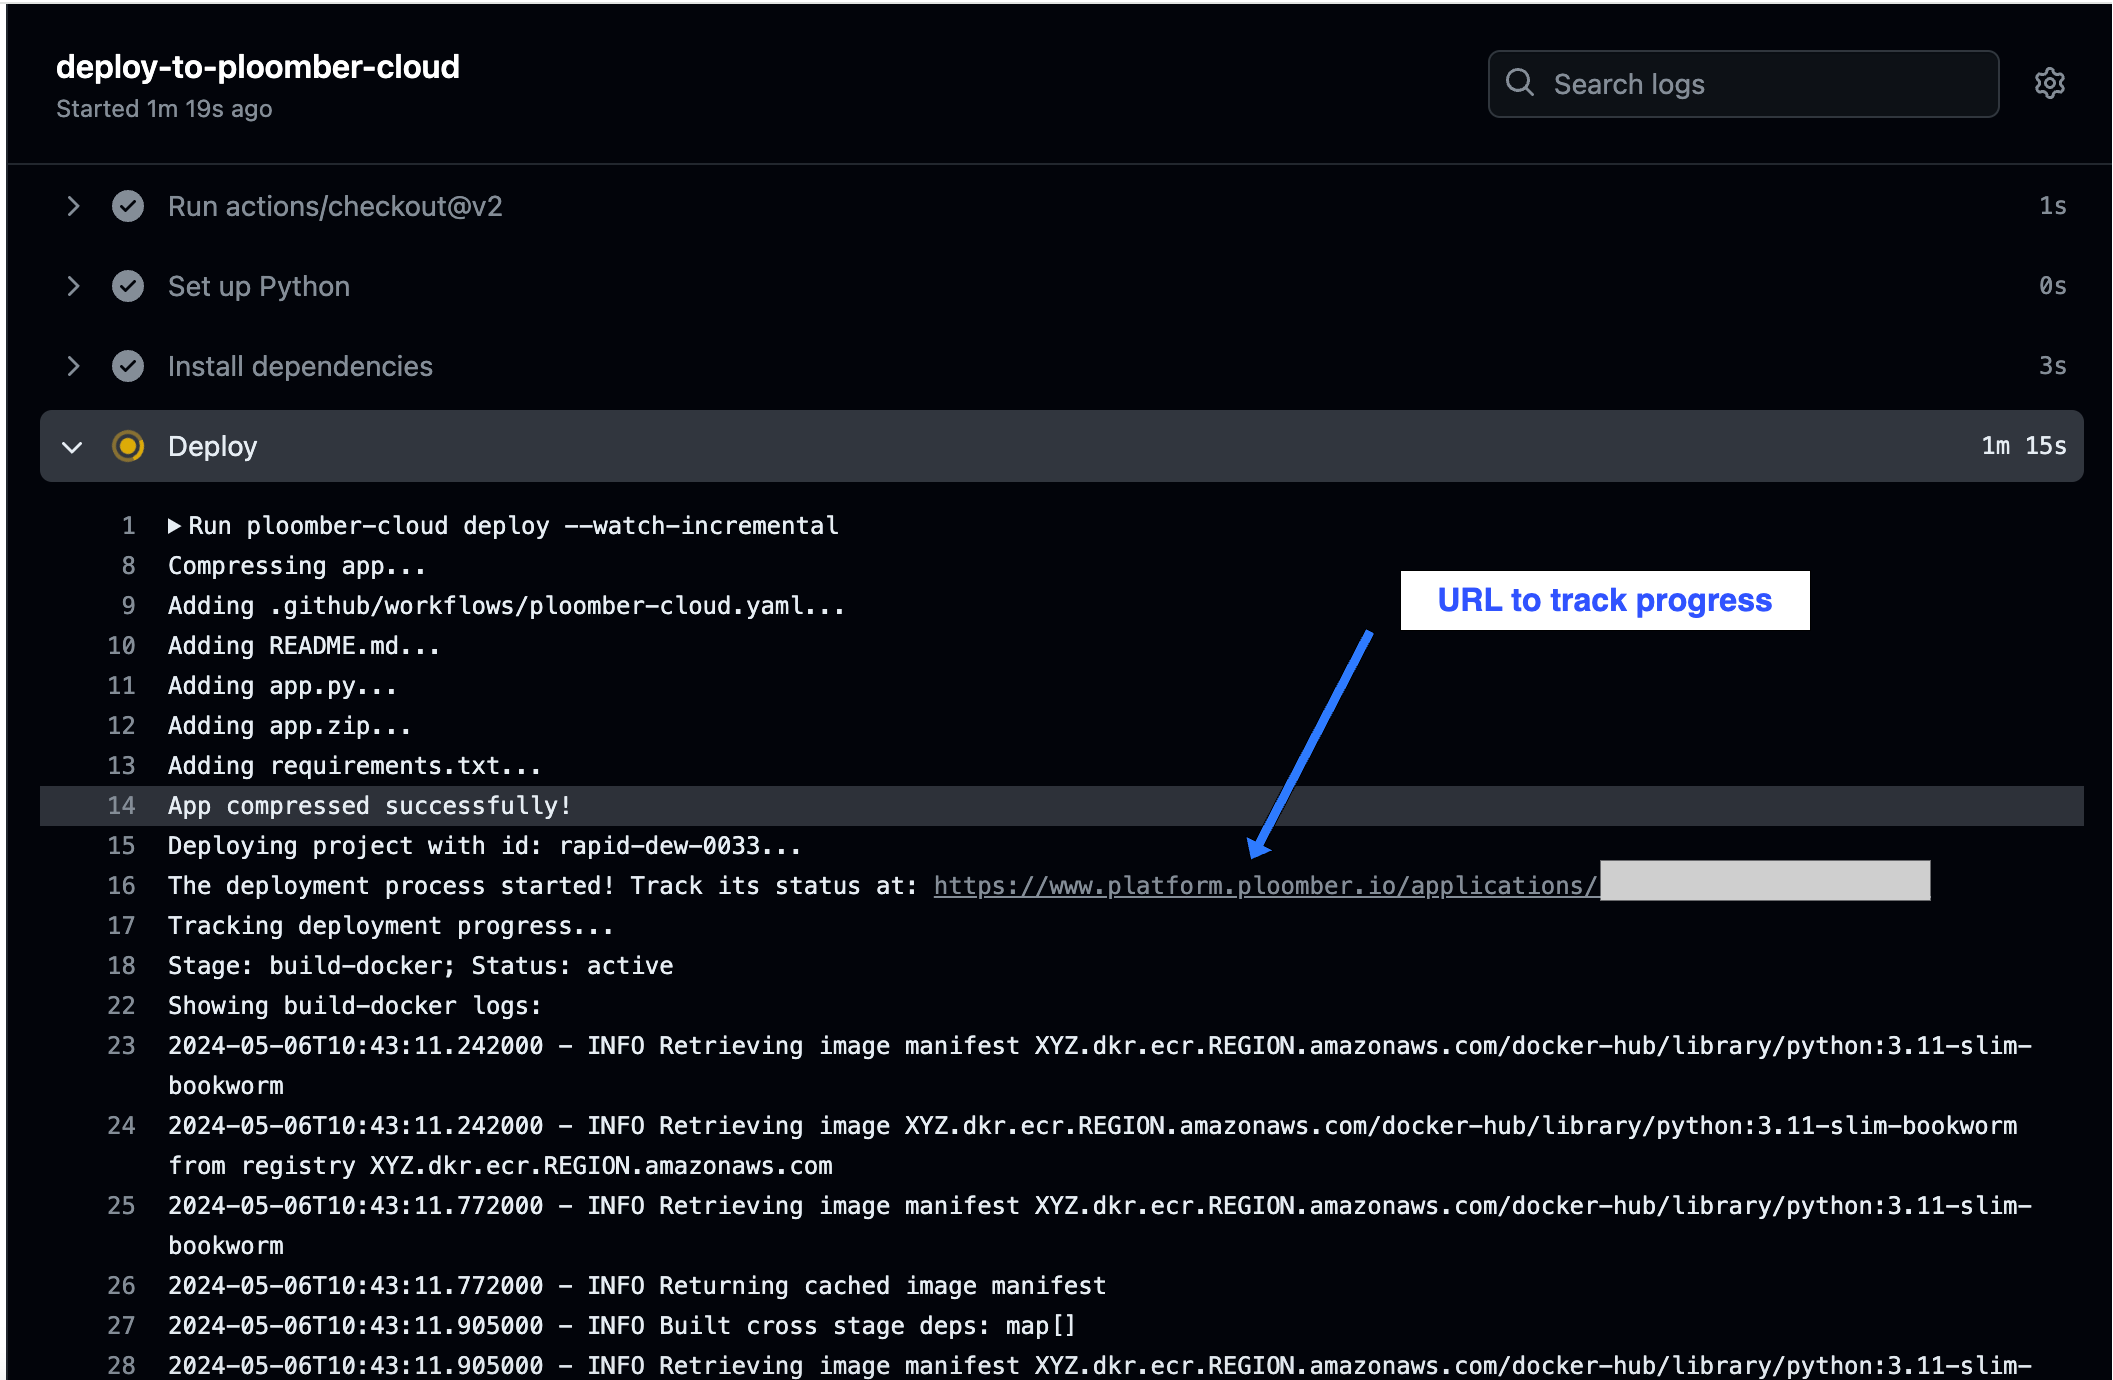 deploy-to-ploomber-cloud
Started 1m 19s ago
Search logs
Run actions/checkout@v2 1s
Set up Python 0s
Install dependencies 3s
Deploy 1m 15s
1 Run ploomber-cloud deploy --watch-incremental
8 Compressing app...
9 Adding .github/workflows/ploomber-cloud.yaml...
URL to track progress
10 Adding README.md...
11 Adding app.py...
12 Adding app.zip...
13 Adding requirements.txt...
14 App compressed successfully!
15 Deploying project with id: rapid-dew-0033...
16 The deployment process started! Track its status at: https://www.platform.ploomber.io/applications/
17 Tracking deployment progress...
18 Stage: build-docker; Status: active
22 Showing build-docker logs:
23 2024-05-06T10:43:11.242000 - INFO Retrieving image manifest XYZ.dkr.ecr.REGION.amazonaws.com/docker-hub/library/python:3.11-slim-
bookworm
24 2024-05-06T10:43:11.242000 - INFO Retrieving image XYZ.dkr.ecr.REGION.amazonaws.com/docker-hub/library/python:3.11-slim-bookworm
from registry XYZ.dkr.ecr.REGION.amazonaws.com
25 2024-05-06T10:43:11.772000 - INFO Retrieving image manifest XYZ.dkr.ecr.REGION.amazonaws.com/docker-hub/library/python:3.11-slim-
bookworm
26 2024-05-06T10:43:11.772000 - INFO Returning cached image manifest
27 2024-05-06T10:43:11.905000 - INFO Built cross stage deps: map[]
28 2024-05-06T10:43:11.905000 - INFO Retrieving image manifest XYZ.dkr.ecr.REGION.amazonaws.com/docker-hub/library/python:3.11-slim-